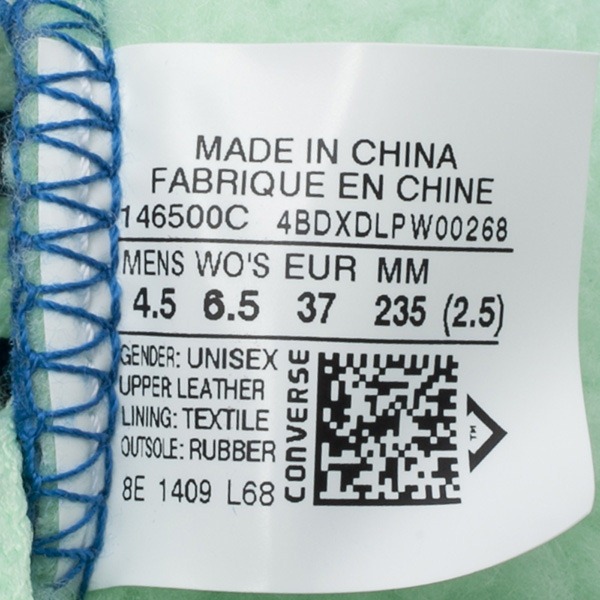 MADE IN CHINA
FABRIQUE EN CHINE
146500C 4BDXDLPW00268
MENS WO'S EUR MM
4.5 6.5 37 235 (2.5)
GENDER: UNISEX
UPPER LEATHER
LINING: TEXTILE
OUTSOLE: RUBBER
8E 1409 L68
CONVERSE
TM